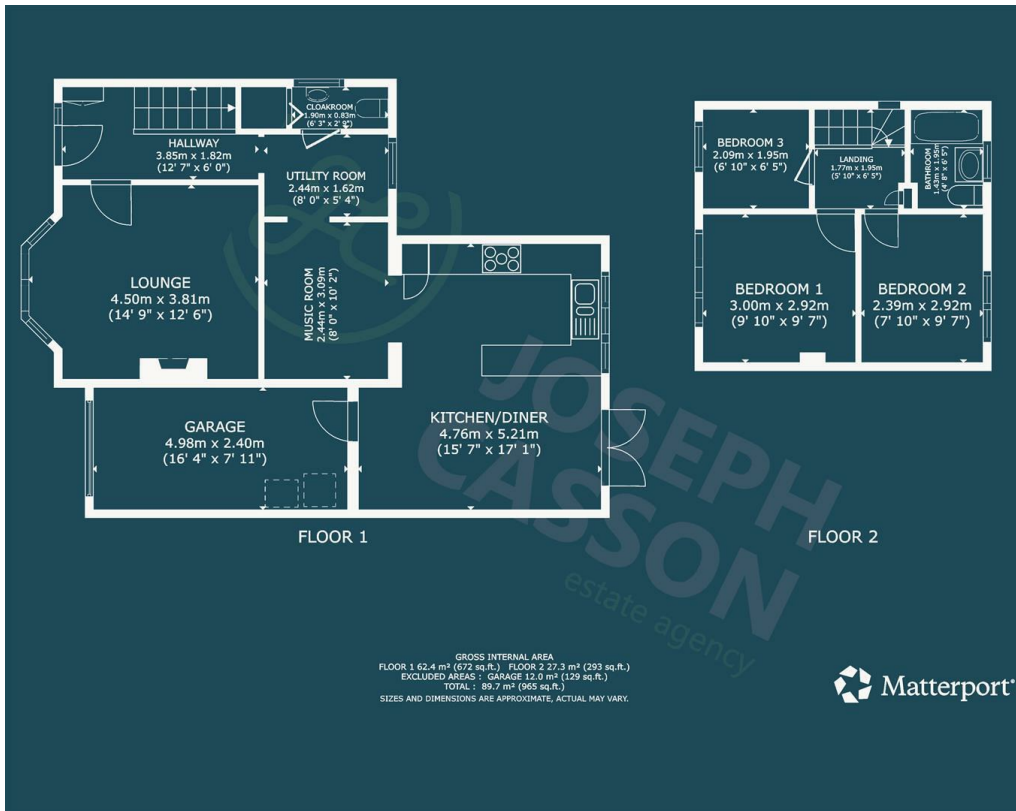 CLOAKROOM
1.90m x 0.83m
(6' 3" x 2' 9")
HALLWAY
3.85m x 1.82m
(12' 7" x 6' 0")
UTILITY ROOM
2.44m x 1.62m
(8' 0" x 5' 4")
LOUNGE
4.50m x 3.81m
(14' 9" x 12' 6")
MUSIC ROOM
2.44m x 3.09m
(8' 0" x 10' 2")
KITCHEN/DINER
4.76m x 5.21m
(15' 7" x 17' 1")
GARAGE
4.98m x 2.40m
(16' 4" x 7' 11")
FLOOR 1
BEDROOM 3
2.09m x 1.95m
(6' 10" x 6' 5")
LANDING
1.77m x 1.95m
(5' 10" x 6' 5")
BATHROOM
1.43m x 1.95m
(4' 8" x 6' 5")
BEDROOM 1
3.00m x 2.92m
(9' 10" x 9' 7")
BEDROOM 2
2.39m x 2.92m
(7' 10" x 9' 7")
FLOOR 2
JOSEPH
CASSON
estate agency
GROSS INTERNAL AREA
FLOOR 1 62.4 m² (672 sq.ft.) FLOOR 2 27.3 m² (293 sq.ft.)
EXCLUDED AREAS : GARAGE 12.0 m² (129 sq.ft.)
TOTAL : 89.7 m² (965 sq.ft.)
SIZES AND DIMENSIONS ARE APPROXIMATE, ACTUAL MAY VARY.
Matterport®